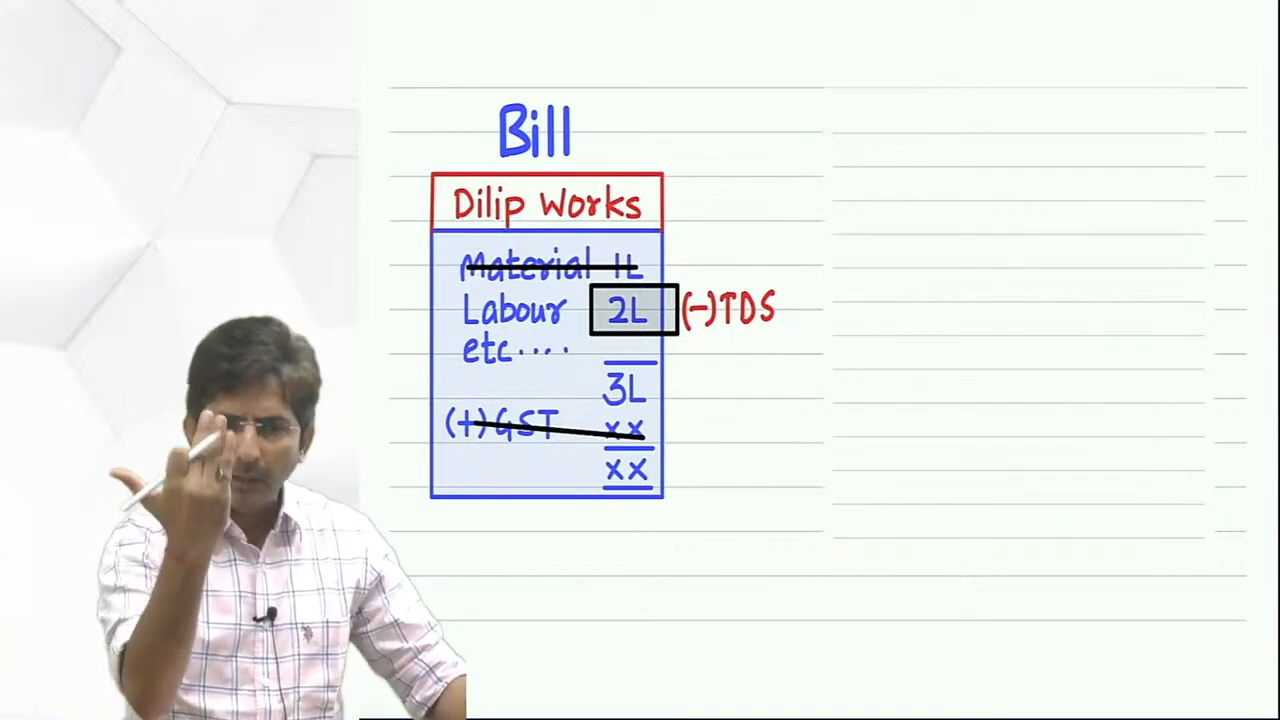 Bill
Dilip Works
Material 1L
Labour 2L (-) TDS
etc....
3L
(+) GST xx
xx